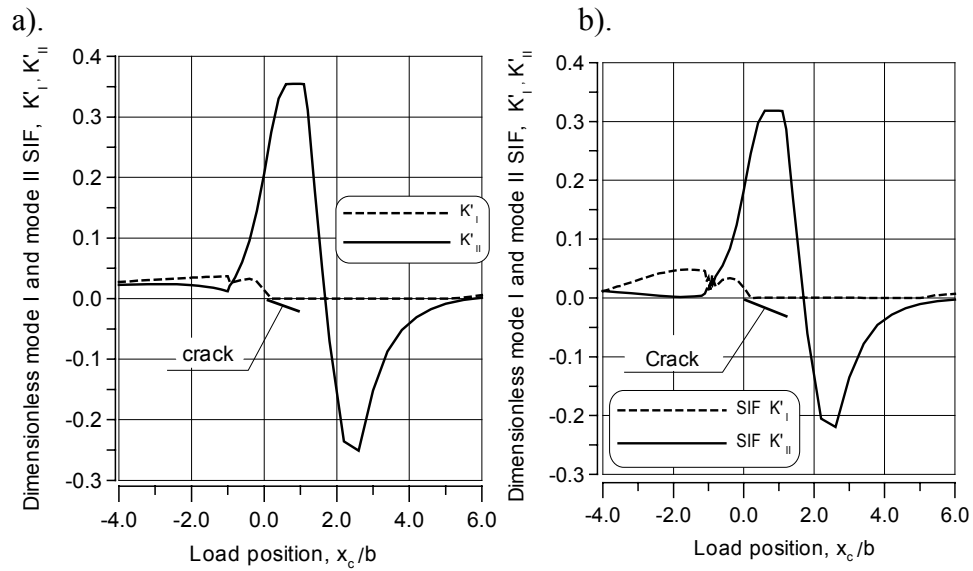 a).
Dimensionless mode I and mode II SIF, K'I, K'II
0.4
0.3
0.2
0.1
0.0
-0.1
-0.2
-0.3
K'I
K'II
crack
-4.0
-2.0
0.0
2.0
4.0
6.0
Load position, xc/b
b).
Dimensionless mode I and mode II SIF, K'I, K'II
0.4
0.3
0.2
0.1
0.0
-0.1
-0.2
-0.3
Crack
SIF K'I
SIF K'II
-4.0
-2.0
0.0
2.0
4.0
6.0
Load position, xc/b